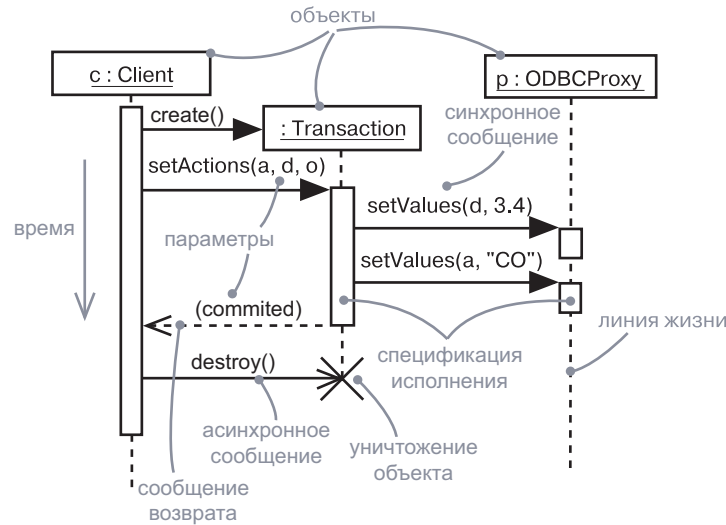 объекты
c : Client
p : ODBCProxy
create()
: Transaction
синхронное
сообщение
setActions(a, d, o)
setValues(d, 3.4)
время
параметры
setValues(a, "CO")
(commited)
линия жизни
спецификация
исполнения
destroy()
асинхронное
сообщение
уничтожение
объекта
сообщение
возврата